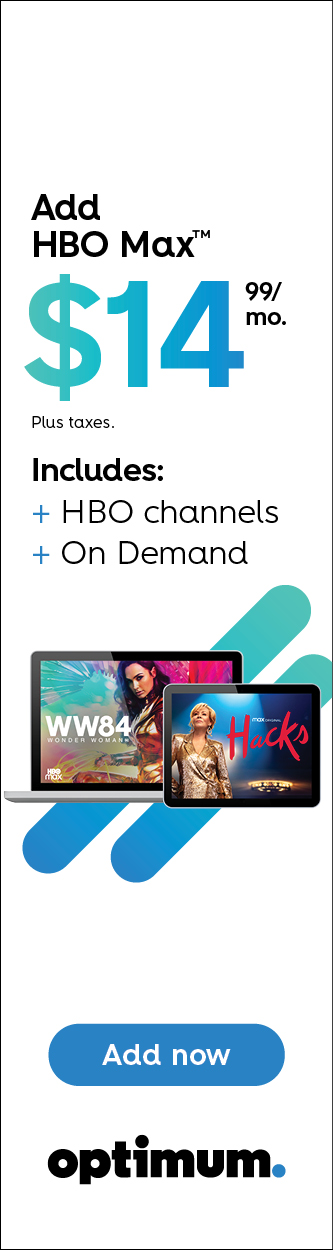 Add
HBO Max™
$14
99/
mo.
Plus taxes.
Includes:
+ HBO channels
+ On Demand
WW84
WONDER WOMAN
HBO
max
max ORIGINAL
Hacks
Add now
optimum.